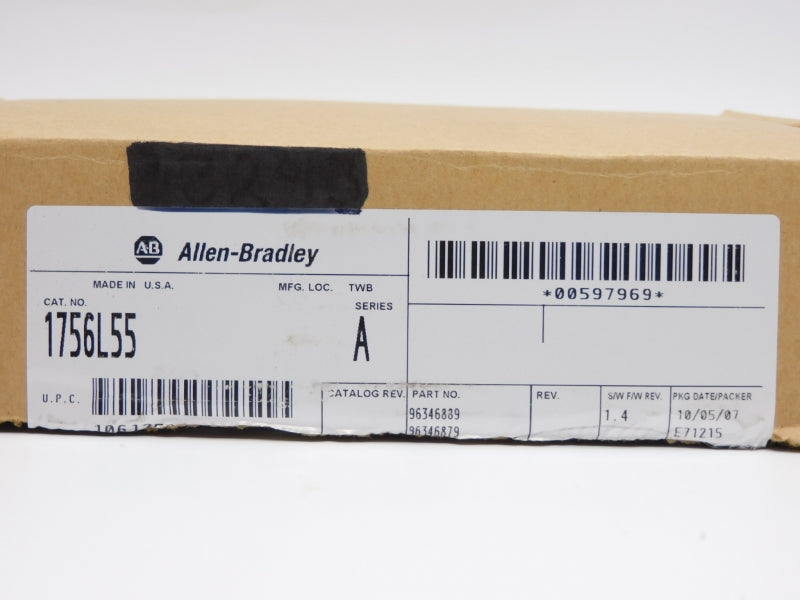 AB Allen-Bradley
*00597969*
MADE IN U.S.A. MFG. LOC. TWB
CAT. NO. SERIES
1756L55 A
U.P.C. CATALOG REV. PART NO. REV. S/W F/W REV. PKG DATE/PACKER
96346889 1.4 10/05/07
96346879 E71215